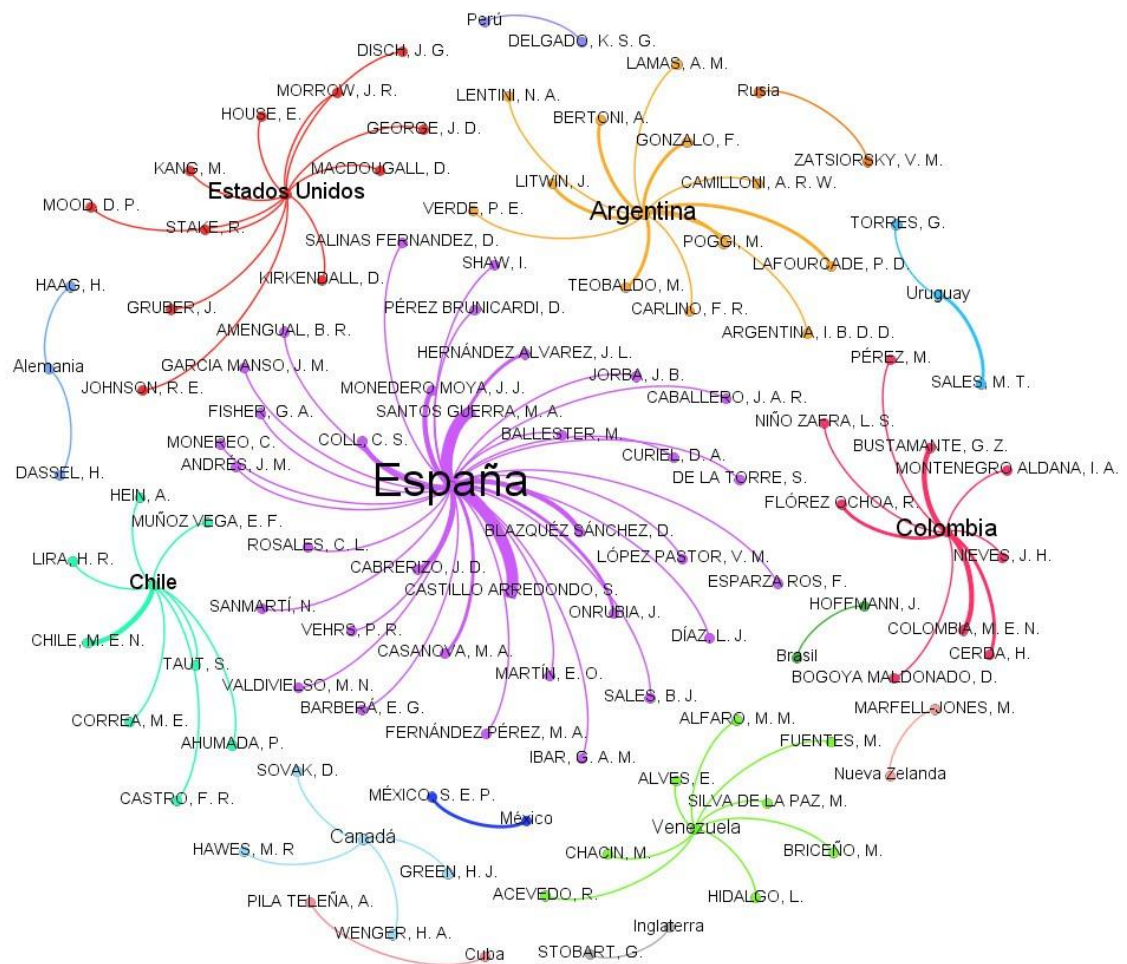 Perú
DISCH, J. G.
DELGADO, K. S. G.
LAMAS, A. M.
MORROW, J. R.
LENTINI, N. A.
Rusia
HOUSE, E.
BERTONI, A.
GEORGE, J. D.
GONZALO, F.
ZATSIORSKY, V. M.
KANG, M.
MACDOUGALL, D.
Estados Unidos
LITWIN, J.
CAMILLONI, A. R. W.
MOOD, D. P.
VERDE, P. E.
Argentina
TORRES, G.
STAKE, R.
SALINAS FERNANDEZ, D.
POGGI, M.
SHAW, I.
LAFOURCADE, P. D.
HAAG, H.
KIRKENDALL, D.
TEOBALDO, M.
Uruguay
GRUBER, J.
PÉREZ BRUNICARDI, D.
CARLINO, F. R.
AMENGUAL, B. R.
ARGENTINA, I. B. D. D.
HERNÁNDEZ ALVAREZ, J. L.
PÉREZ, M.
Alemania
GARCIA MANSO, J. M.
JORBA, J. B.
SALES, M. T.
JOHNSON, R. E.
MONEDERO MOYA, J. J.
CABALLERO, J. A. R.
FISHER, G. A.
SANTOS GUERRA, M. A.
NIÑO ZAFRA, L. S.
BALLESTER, M.
MONEREO, C.
COLL, C. S.
BUSTAMANTE, G. Z.
CURIEL, D. A.
ANDRÉS, J. M.
MONTENEGRO ALDANA, I. A.
DASSEL, H.
España
DE LA TORRE, S.
HEIN, A.
FLÓREZ OCHOA, R.
MUÑOZ VEGA, E. F.
Colombia
BLAZQUÉZ SÁNCHEZ, D.
ROSALES, C. L.
LIRA, H. R.
LÓPEZ PASTOR, V. M.
NIEVES, J. H.
CABRERIZO, J. D.
Chile
ESPARZA ROS, F.
CASTILLO ARREDONDO, S.
SANMARTÍ, N.
ONRUBIA, J.
HOFFMANN, J.
VEHRS, P. R.
COLOMBIA, M. E. N.
CHILE, M. E. N.
DÍAZ, L. J.
CASANOVA, M. A.
CERDA, H.
Brasil
TAUT, S.
MARTÍN, E. O.
BOGOYA MALDONADO, D.
VALDIVIELSO, M. N.
SALES, B. J.
BARBERÁ, E. G.
MARFELL-JONES, M.
CORREA, M. E.
ALFARO, M. M.
FERNÁNDEZ PÉREZ, M. A.
FUENTES, M.
AHUMADA, P.
IBAR, G. A. M.
SOVAK, D.
Nueva Zelanda
ALVES, E.
MÉXICO, S. E. P.
CASTRO, F. R.
SILVA DE LA PAZ, M.
México
Venezuela
Canadá
HAWES, M. R
CHACIN, M.
BRICEÑO, M.
GREEN, H. J.
ACEVEDO, R.
HIDALGO, L.
PILA TELEÑA, A.
Inglaterra
WENGER, H. A.
STOBART, G.
Cuba